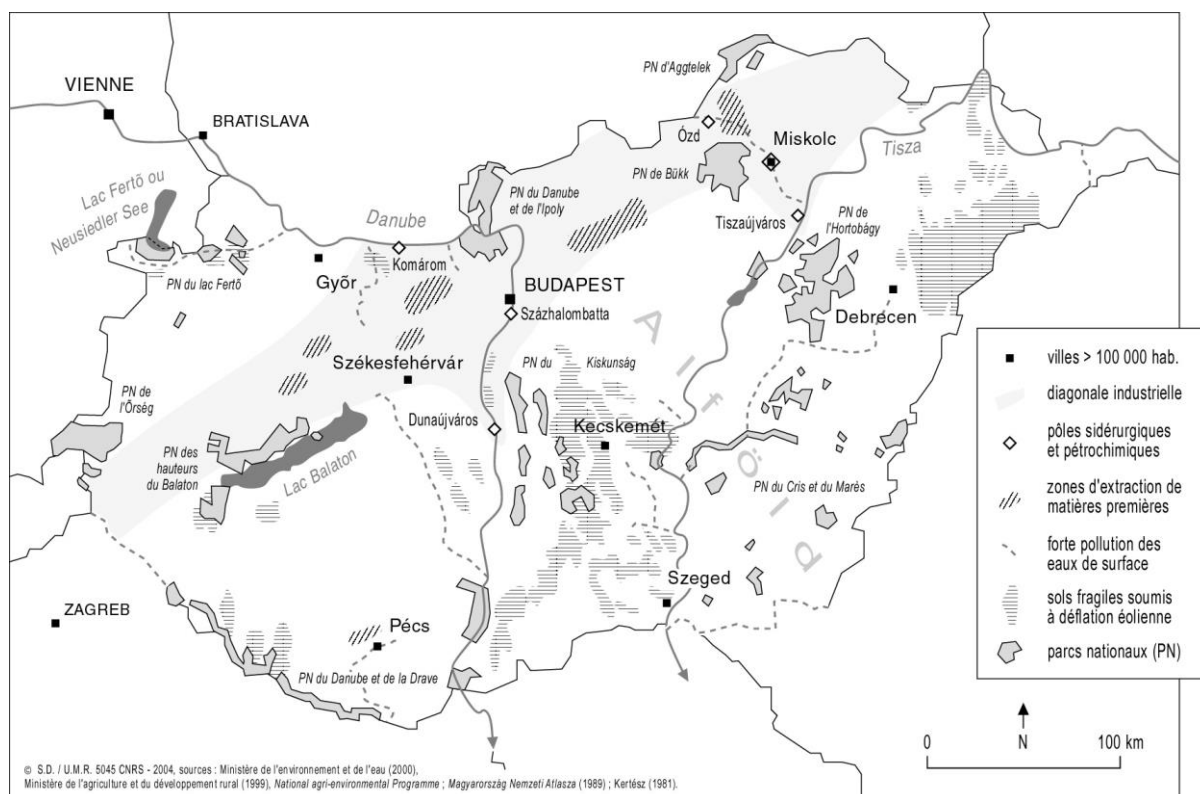 PN d'Aggtelek
VIENNE
BRATISLAVA
Ózd
Miskolc
Tisza
Lac Fertõ ou
Neusiedler See
PN de Bükk
PN du Danube
et de l'Ipoly
Danube
Tiszaújváros
PN de
l'Hortobágy
PN du lac Fertõ
Győr
Komárom
BUDAPEST
Százhalombatta
Debrecen
Alföld
Székesfehérvár
PN du Kiskunság
PN de
l'Õrség
Dunaújváros
Kecskemét
PN des
hauteurs
du Balaton
Lac Balaton
PN du Cris et du Marès
ZAGREB
Szeged
Pécs
PN du Danube et de la Drave
villes > 100 000 hab.
diagonale industrielle
pôles sidérurgiques
et pétrochimiques
zones d'extraction de
matières premières
forte pollution des
eaux de surface
sols fragiles soumis
à déflation éolienne
parcs nationaux (PN)
0 N 100 km
© S.D. / U.M.R. 5045 CNRS - 2004, sources : Ministère de l'environnement et de l'eau (2000),
Ministère de l'agriculture et du développement rural (1999), National agri-environmental Programme ; Magyarország Nemzeti Atlasza (1989) ; Kertész (1981).